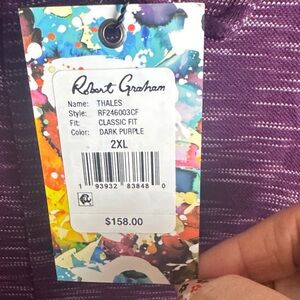 Robert Graham
Name: THALES
Style: RF246003CF
Fit: CLASSIC FIT
Color: DARK PURPLE
2XL
1 93932 83848 0
$158.00